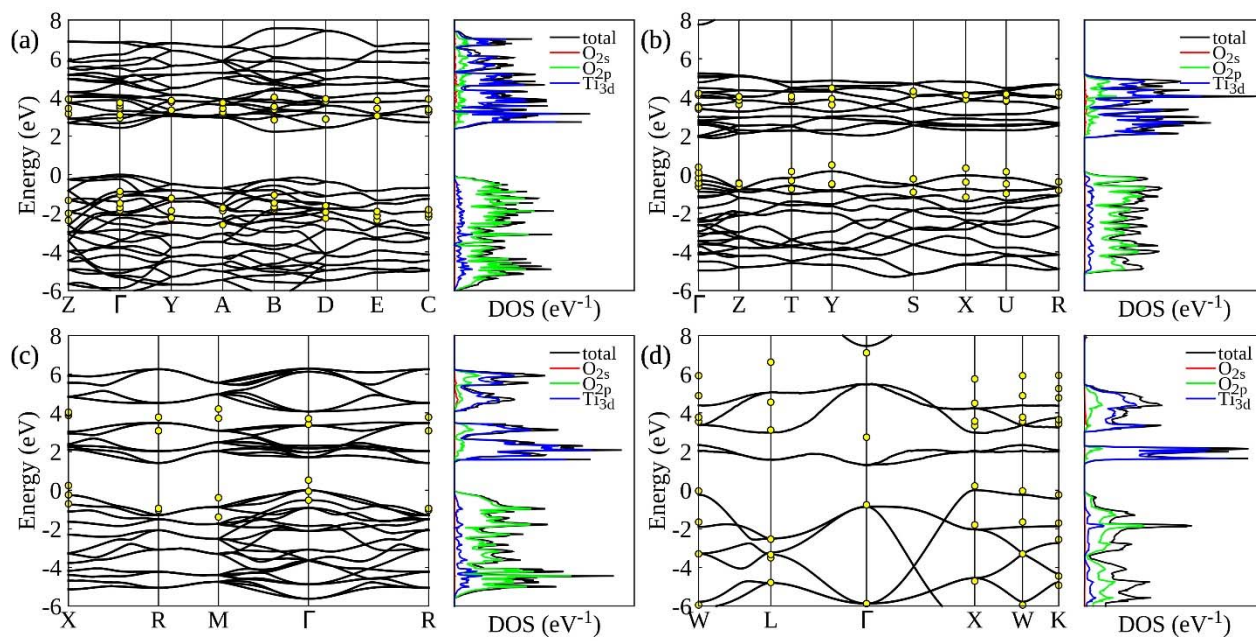 (a)
8
6
4
2
0
-2
-4
-6
Energy (eV)
Z Γ Y A B D E C
total
O2s
O2p
Ti3d
DOS (eV-1)
(b)
8
6
4
2
0
-2
-4
-6
Energy (eV)
Γ Z T Y S X U R
total
O2s
O2p
Ti3d
DOS (eV-1)
(c)
8
6
4
2
0
-2
-4
-6
Energy (eV)
X R M Γ R
total
O2s
O2p
Ti3d
DOS (eV-1)
(d)
8
6
4
2
0
-2
-4
-6
Energy (eV)
W L Γ X W K
total
O2s
O2p
Ti3d
DOS (eV-1)